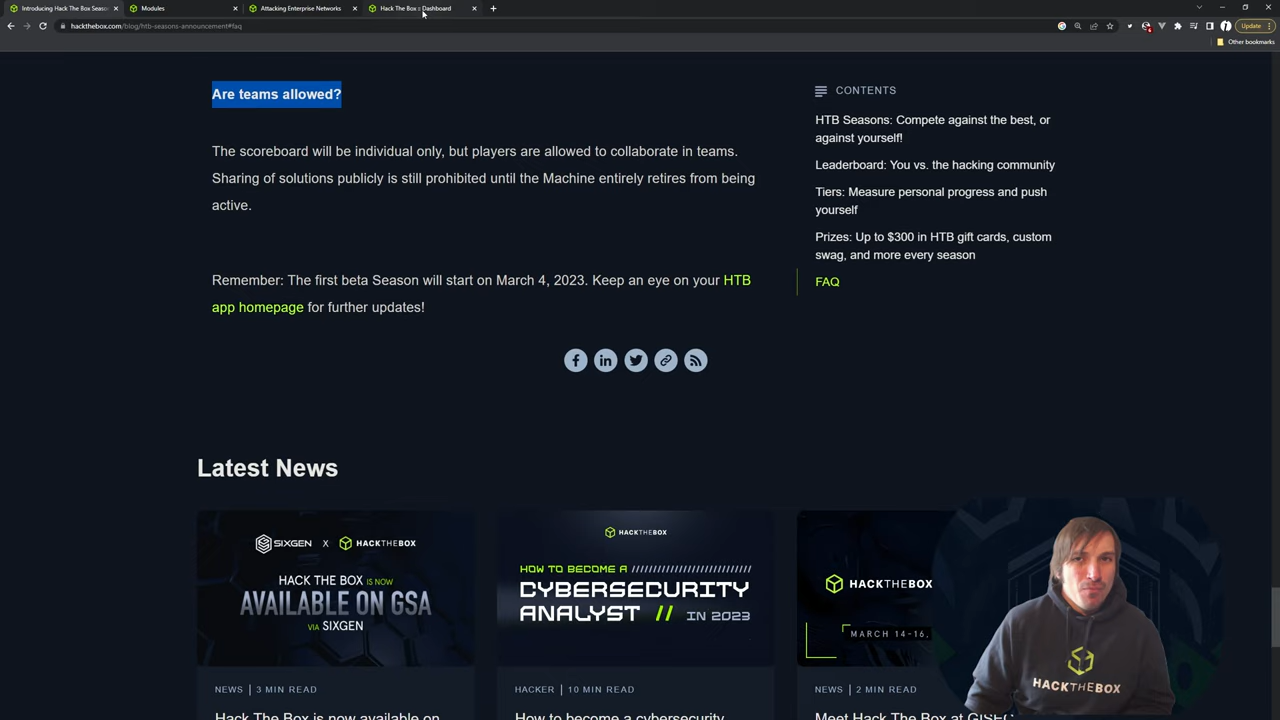 Introducing Hack The Box Seaso
Modules
Attacking Enterprise Networks
Hack The Box :: Dashboard
hackthebox.com/blog/htb-seasons-announcement#faq
Update
Other bookmarks
Are teams allowed?
The scoreboard will be individual only, but players are allowed to collaborate in teams.
Sharing of solutions publicly is still prohibited until the Machine entirely retires from being
active.
Remember: The first beta Season will start on March 4, 2023. Keep an eye on your HTB
app homepage for further updates!
CONTENTS
HTB Seasons: Compete against the best, or
against yourself!
Leaderboard: You vs. the hacking community
Tiers: Measure personal progress and push
yourself
Prizes: Up to $300 in HTB gift cards, custom
swag, and more every season
FAQ
Latest News
SIXGEN X HACKTHEBOX
HACK THE BOX IS NOW
AVAILABLE ON GSA
VIA SIXGEN
NEWS | 3 MIN READ
Hack The Box is now available on
HACKTHEBOX
HOW TO BECOME A ////////////////////
CYBERSECURITY
ANALYST // IN 2023
HACKER | 10 MIN READ
How to become a cybersecurity
HACKTHEBOX
MARCH 14-16,
NEWS | 2 MIN READ
Meet Hack The Box at GISEC
HACKTHEBOX